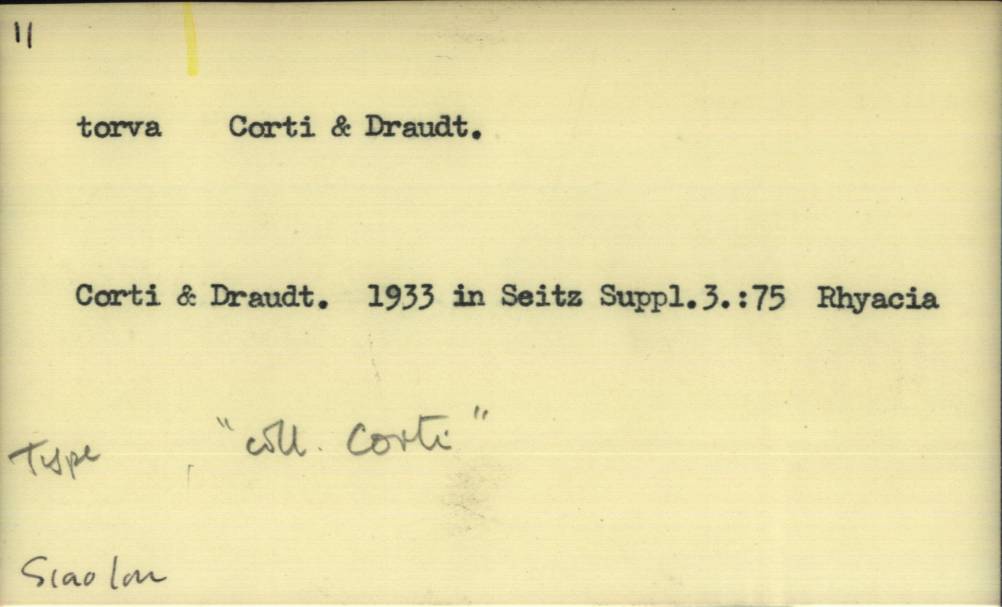 11
torva Corti & Draudt.
Corti & Draudt. 1933 in Seitz Suppl.3.:75 Rhyacia
Type "coll. Corti"
Siao lou